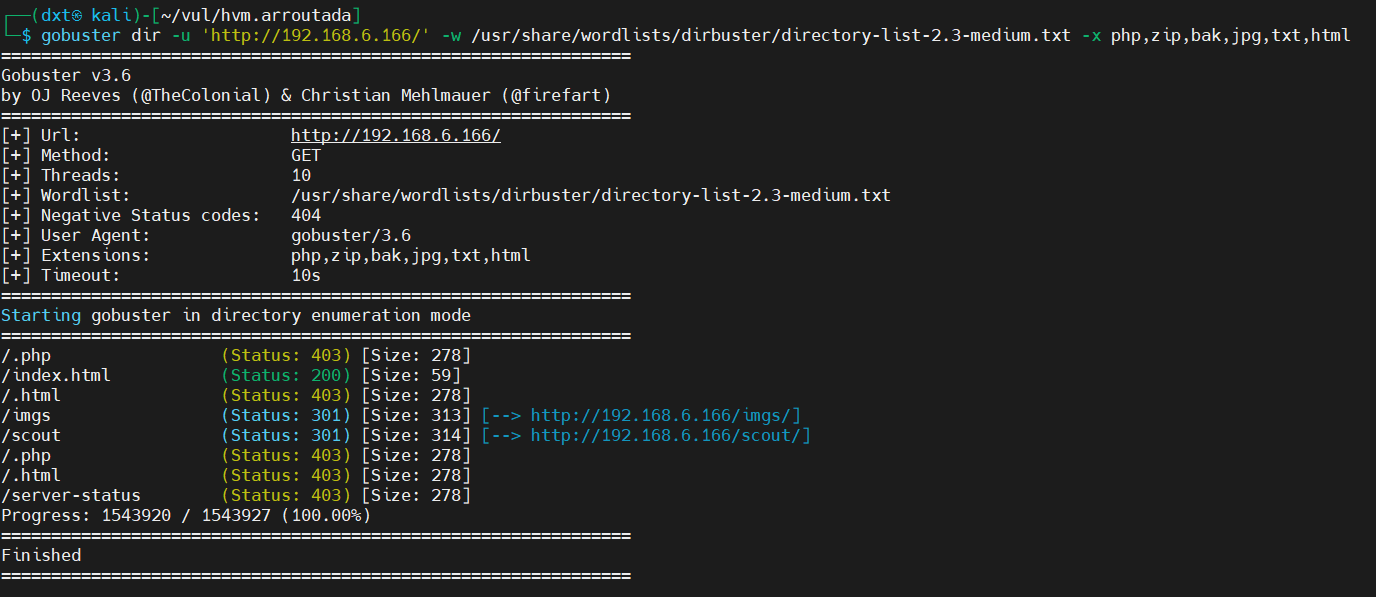 ┌──(dxt㉿ kali)-[~/vul/hvm.arroutada]
└─$ gobuster dir -u 'http://192.168.6.166/' -w /usr/share/wordlists/dirbuster/directory-list-2.3-medium.txt -x php,zip,bak,jpg,txt,html
===============================================================
Gobuster v3.6
by OJ Reeves (@TheColonial) & Christian Mehlmauer (@firefart)
===============================================================
[+] Url:                     http://192.168.6.166/
[+] Method:                  GET
[+] Threads:                 10
[+] Wordlist:                /usr/share/wordlists/dirbuster/directory-list-2.3-medium.txt
[+] Negative Status codes:   404
[+] User Agent:              gobuster/3.6
[+] Extensions:              php,zip,bak,jpg,txt,html
[+] Timeout:                 10s
===============================================================
Starting gobuster in directory enumeration mode
===============================================================
/.php                 (Status: 403) [Size: 278]
/index.html           (Status: 200) [Size: 59]
/.html                (Status: 403) [Size: 278]
/imgs                 (Status: 301) [Size: 313] [--> http://192.168.6.166/imgs/]
/scout                (Status: 301) [Size: 314] [--> http://192.168.6.166/scout/]
/.php                 (Status: 403) [Size: 278]
/.html                (Status: 403) [Size: 278]
/server-status        (Status: 403) [Size: 278]
Progress: 1543920 / 1543927 (100.00%)
===============================================================
Finished
===============================================================